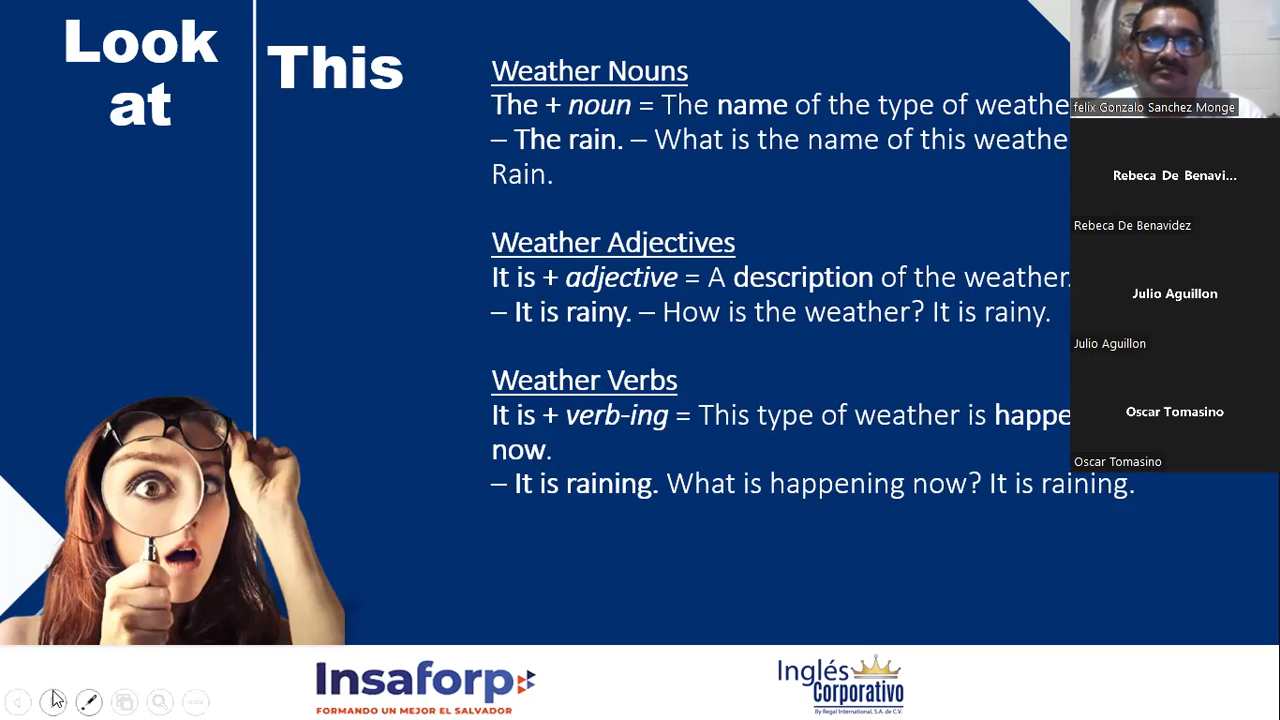 Look
at
This
Weather Nouns
The + noun = The name of the type of weathe
– The rain. – What is the name of this weathe
Rain.
Weather Adjectives
It is + adjective = A description of the weather.
– It is rainy. – How is the weather? It is rainy.
Weather Verbs
It is + verb-ing = This type of weather is happe
now.
– It is raining. What is happening now? It is raining.
felix Gonzalo Sanchez Monge
Rebeca De Benavi...
Rebeca De Benavidez
Julio Aguillon
Julio Aguillon
Oscar Tomasino
Oscar Tomasino
Insaforp
FORMANDO UN MEJOR EL SALVADOR
Inglés
Corporativo
By Regal International, S.A. de C.V.